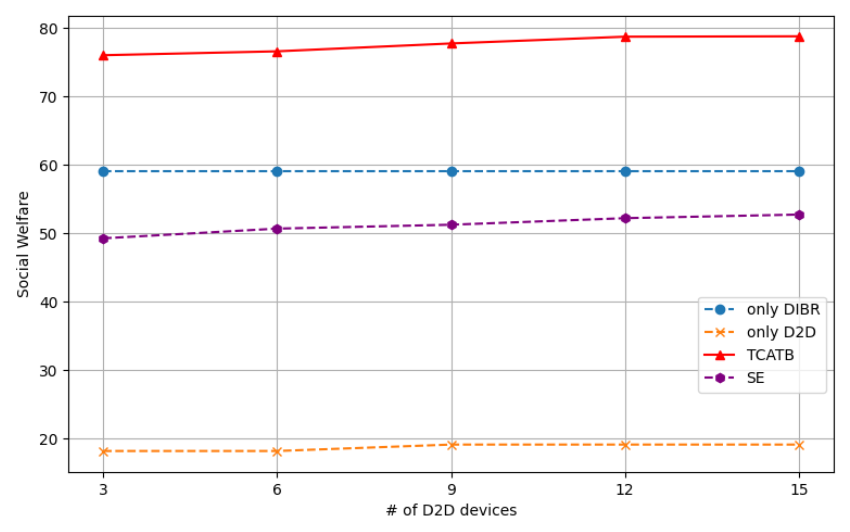 80
70
60
50
40
30
20
Social Welfare
only DIBR
only D2D
TCATB
SE
3 6 9 12 15
# of D2D devices